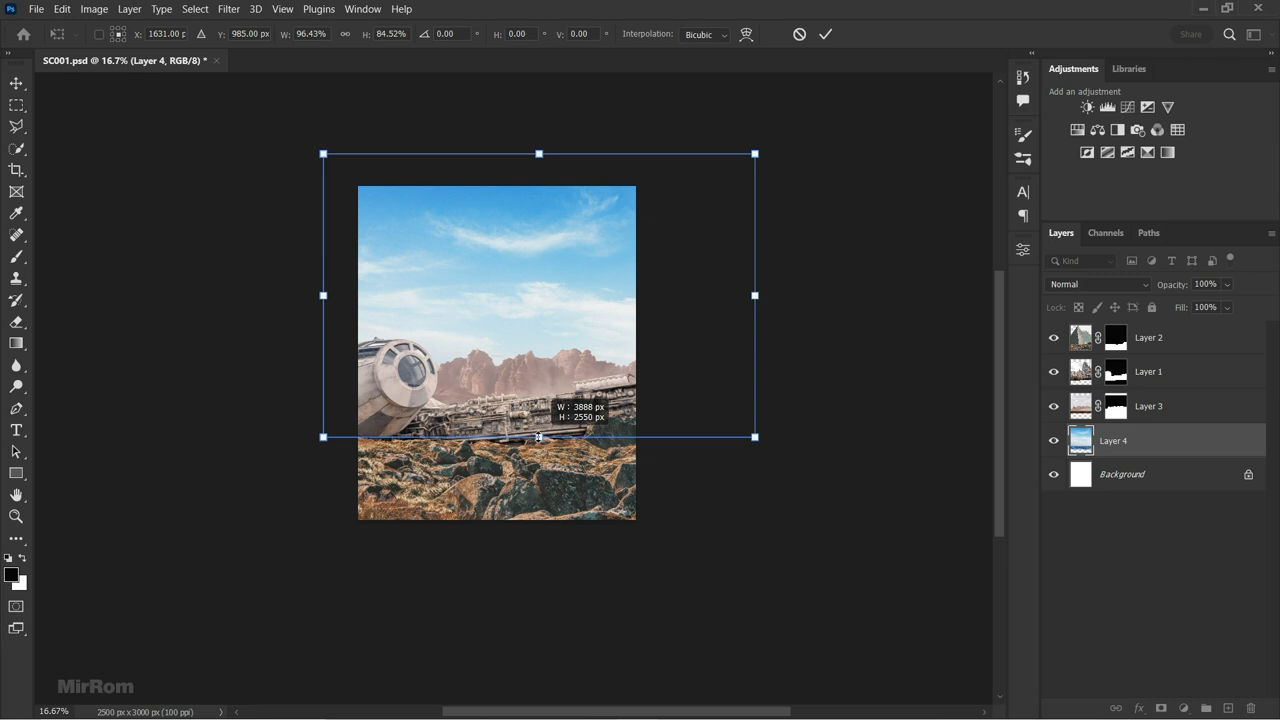 Ps File Edit Image Layer Type Select Filter 3D View Plugins Window Help
X: 1631.00 p Y: 985.00 px W: 96.43% H: 84.52% 0.00 ° H: 0.00 ° V: 0.00 ° Interpolation: Bicubic Share
SC001.psd @ 16.7% (Layer 4, RGB/8) * ×
Adjustments Libraries
Add an adjustment
Layers Channels Paths
Kind
Normal Opacity: 100%
Lock: Fill: 100%
Layer 2
Layer 1
Layer 3
Layer 4
Background
W : 3888 px
H : 2550 px
MirRom
16.67% 2500 px x 3000 px (100 ppi)